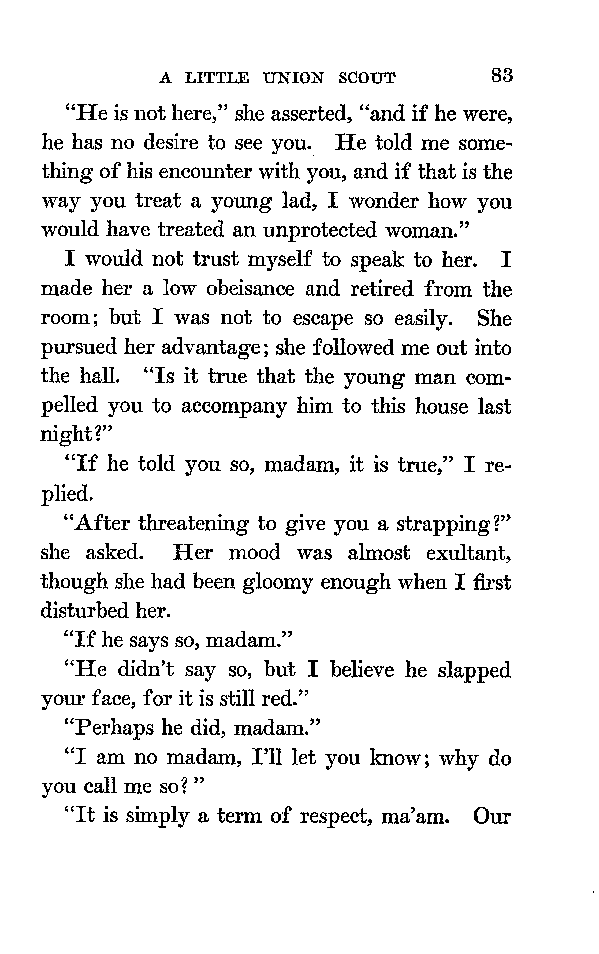 A LITTLE UNION SCOUT 83
“He is not here,” she asserted, “and if he were,
he has no desire to see you. He told me some-
thing of his encounter with you, and if that is the
way you treat a young lad, I wonder how you
would have treated an unprotected woman.”
I would not trust myself to speak to her. I
made her a low obeisance and retired from the
room; but I was not to escape so easily. She
pursued her advantage; she followed me out into
the hall. “Is it true that the young man com-
pelled you to accompany him to this house last
night?”
“If he told you so, madam, it is true,” I re-
plied.
“After threatening to give you a strapping?”
she asked. Her mood was almost exultant,
though she had been gloomy enough when I first
disturbed her.
“If he says so, madam.”
“He didn’t say so, but I believe he slapped
your face, for it is still red.”
“Perhaps he did, madam.”
“I am no madam, I’ll let you know; why do
you call me so?”
“It is simply a term of respect, ma’am. Our